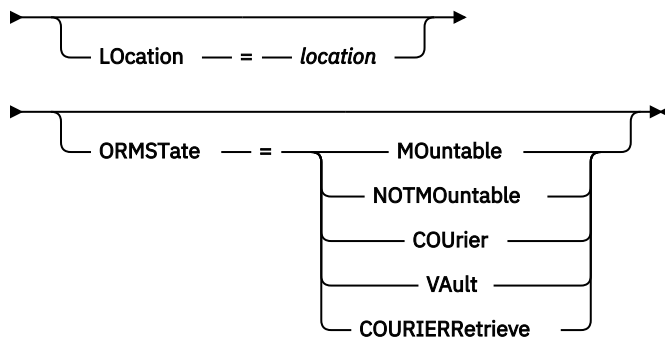 LOcation = location
ORMSTate = MOuntable
NOTMOuntable
COUrier
VAult
COURIERRetrieve